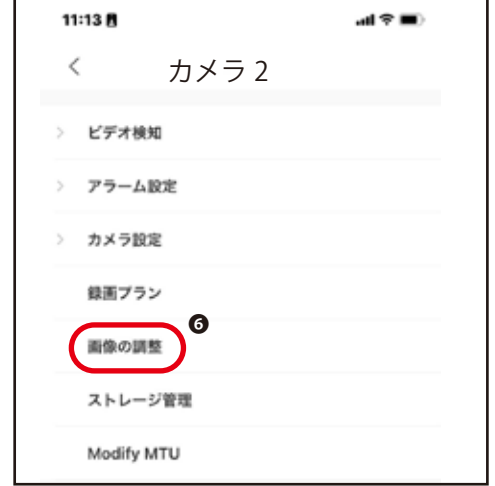 11:13
カメラ 2
ビデオ検知
アラーム設定
カメラ設定
録画プラン
❻
画像の調整
ストレージ管理
Modify MTU